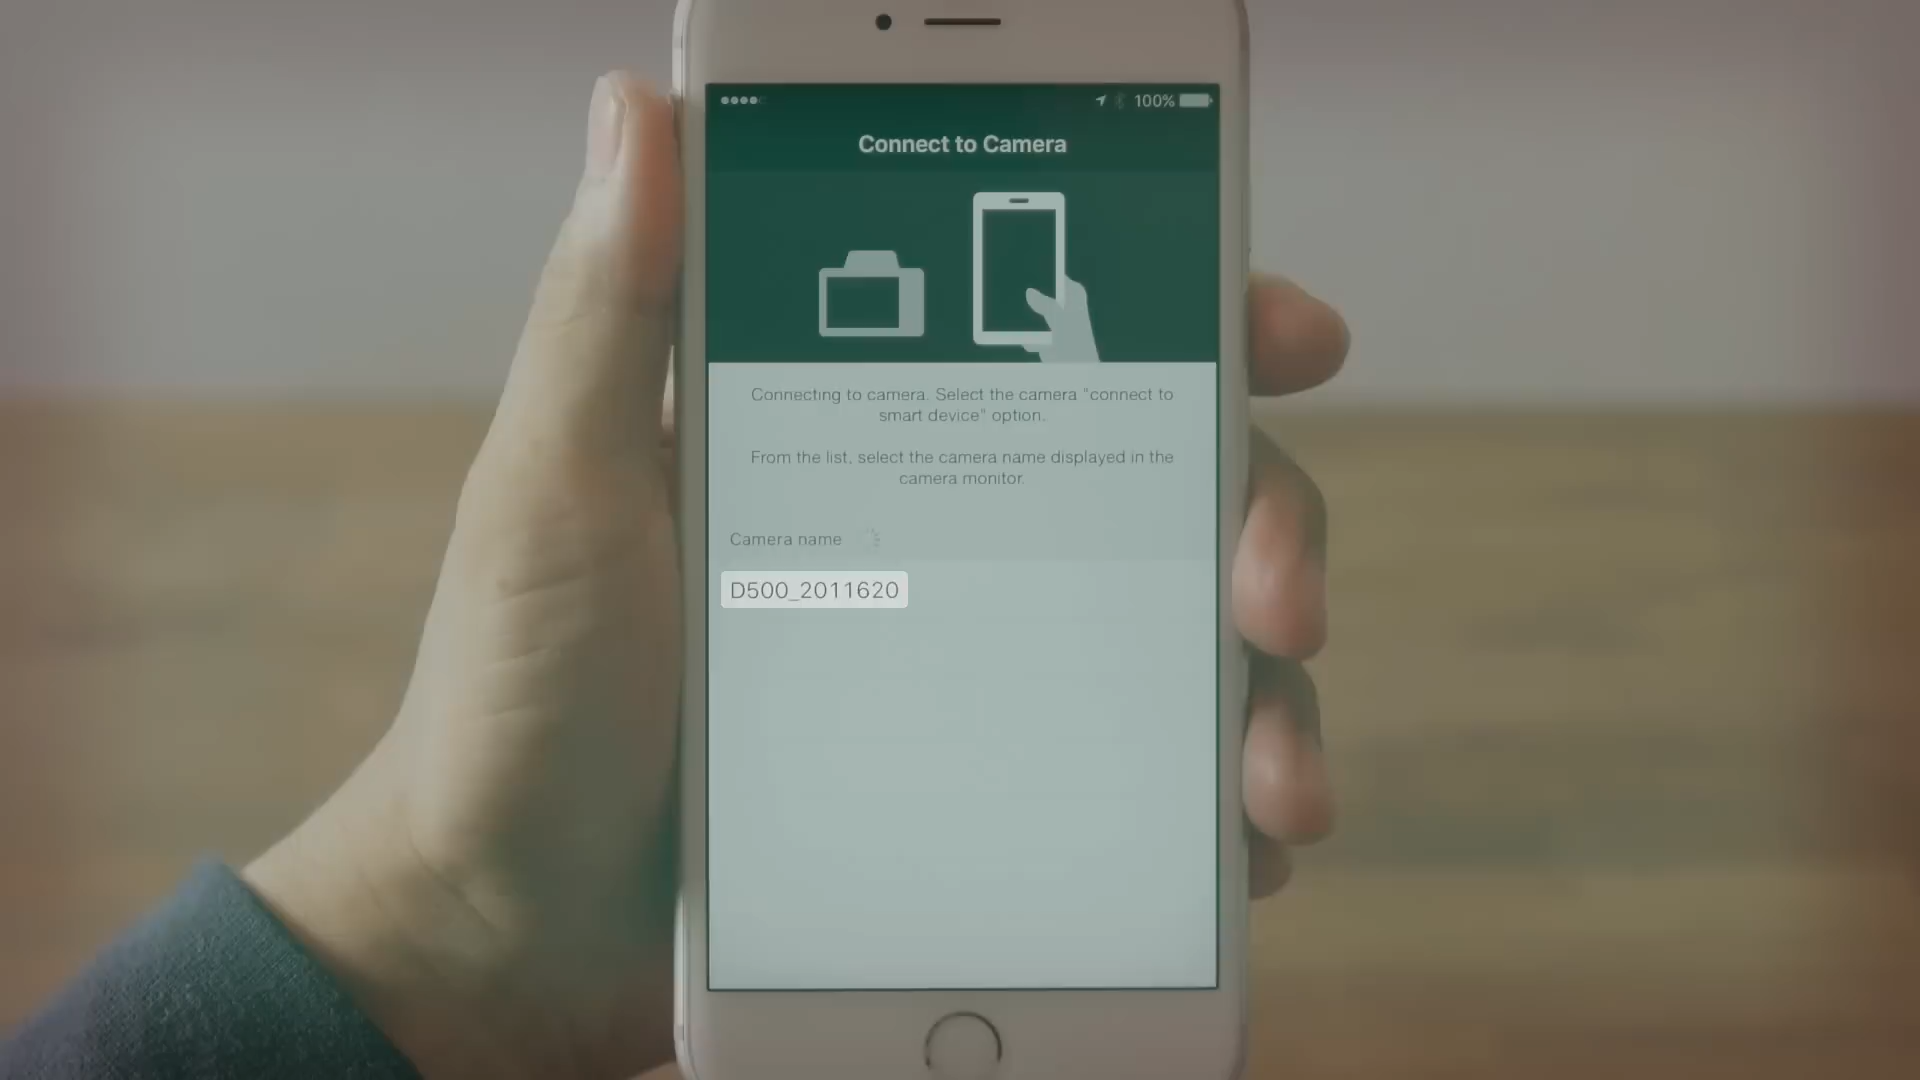 100%
Connect to Camera
Connecting to camera. Select the camera "connect to
smart device" option.
From the list, select the camera name displayed in the
camera monitor.
Camera name
D500_2011620